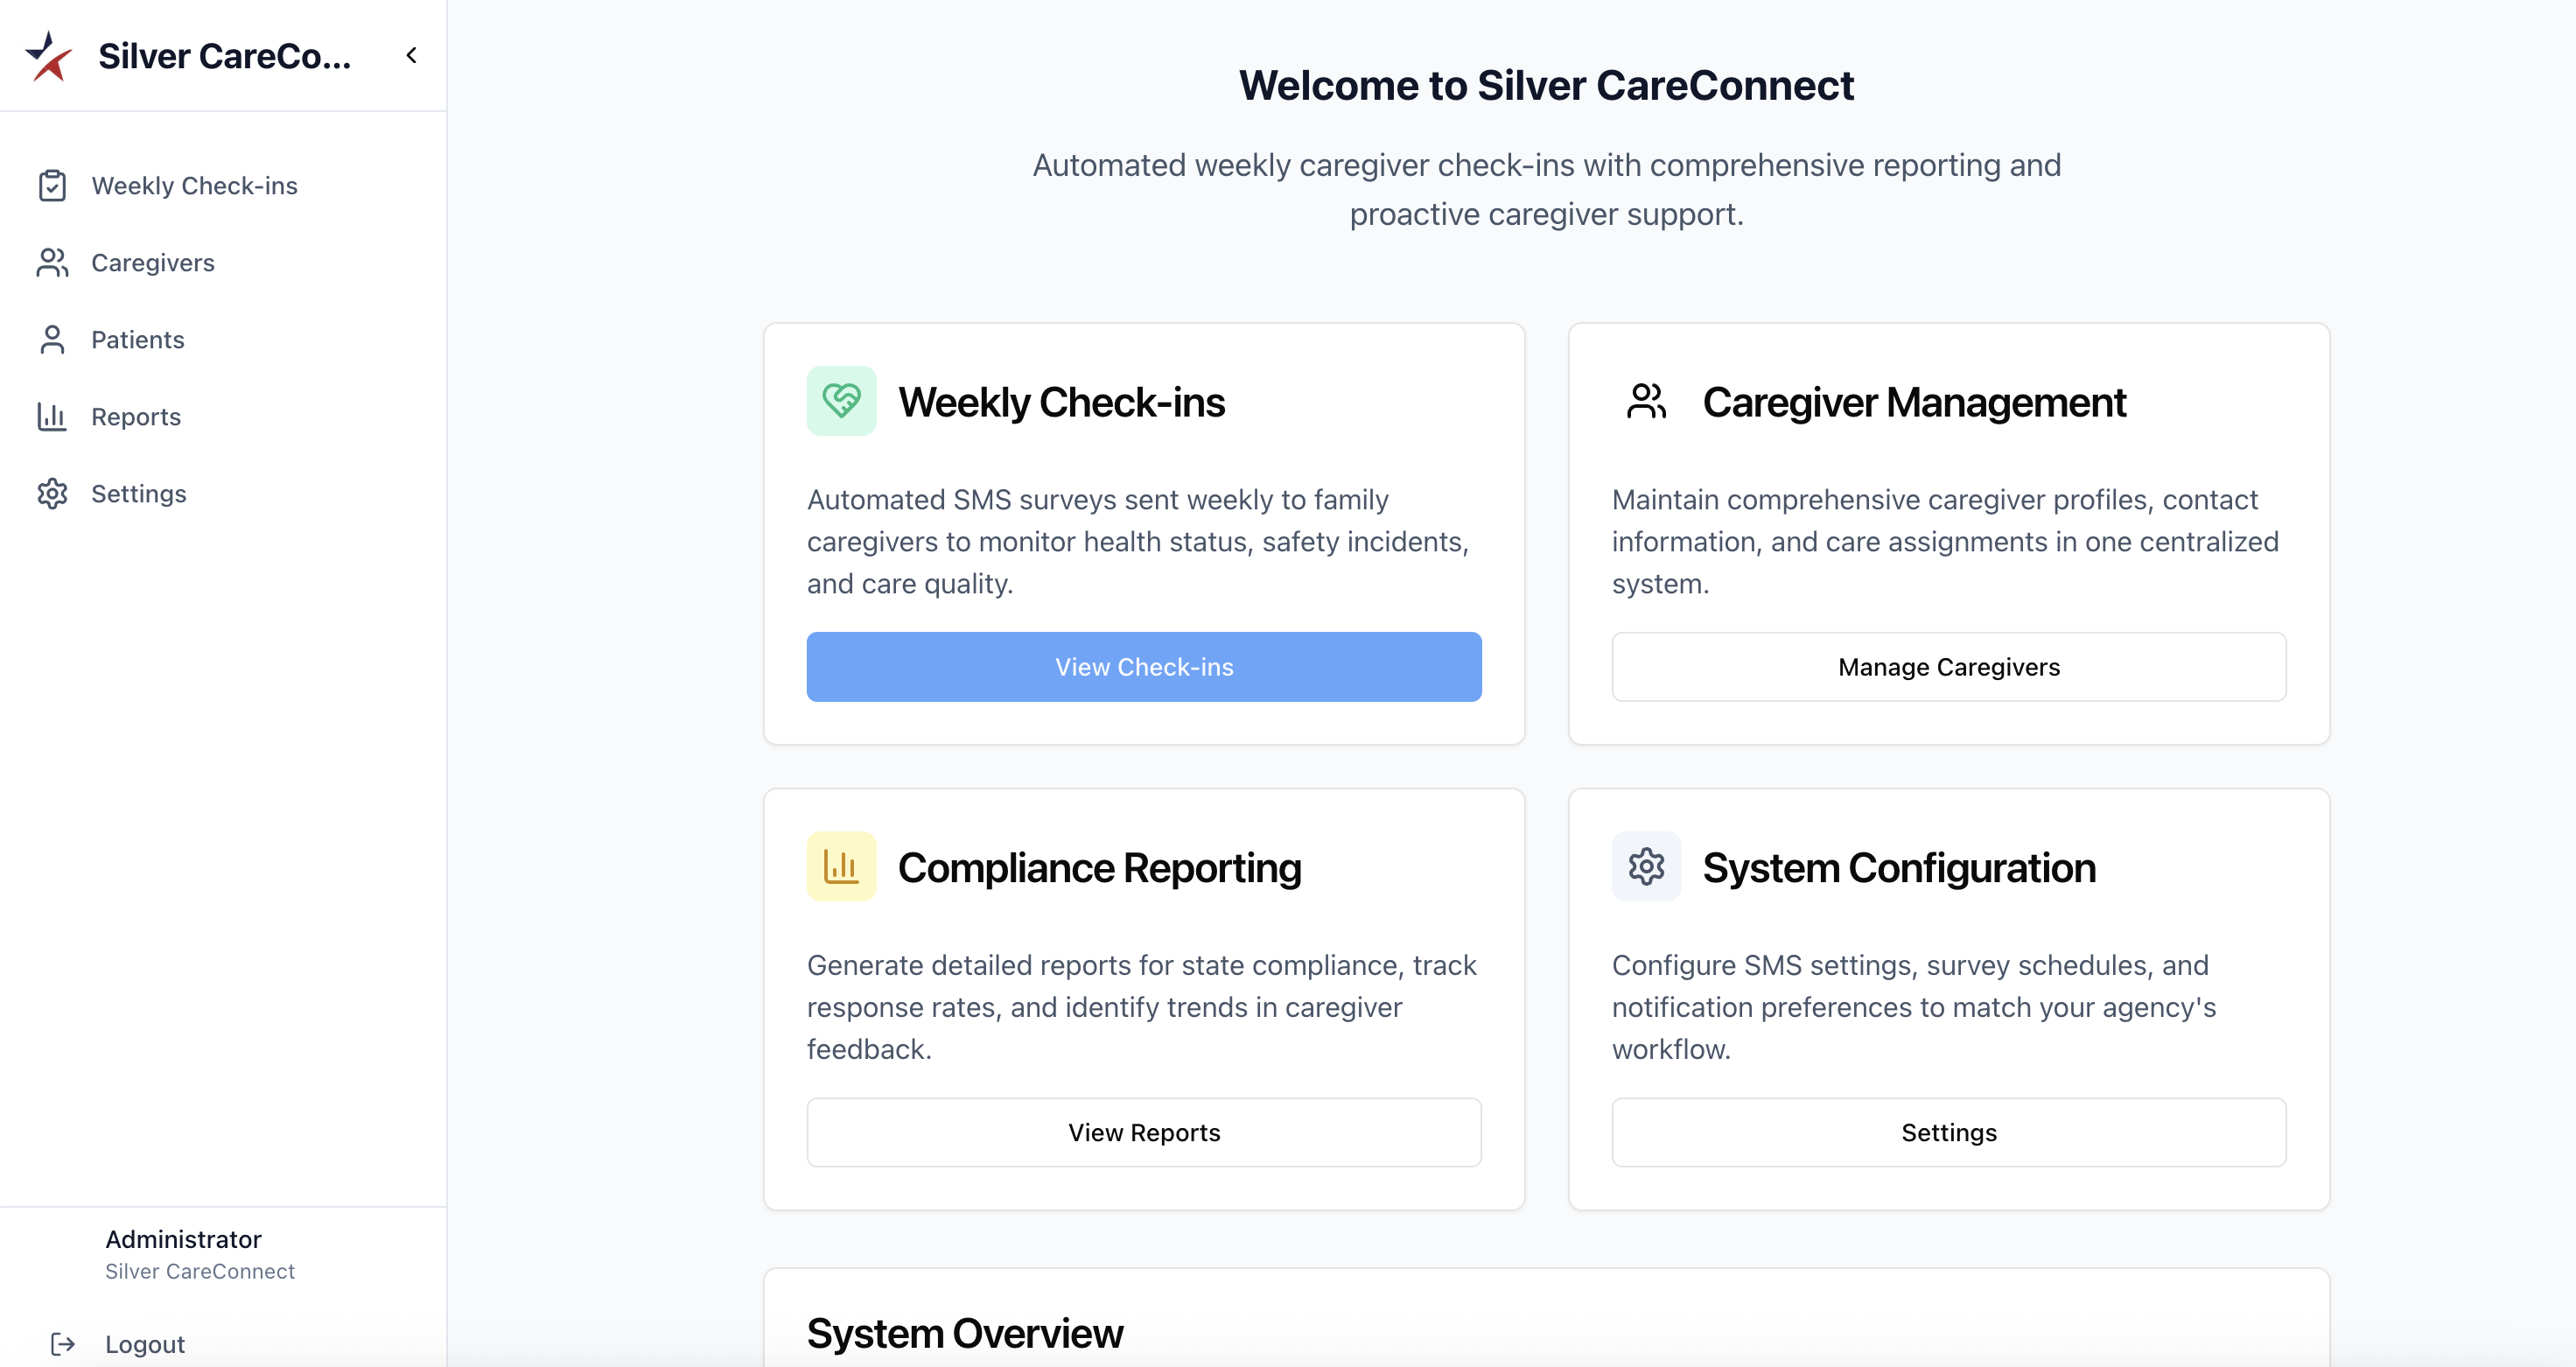 Silver CareCo...
Weekly Check-ins
Caregivers
Patients
Reports
Settings
Administrator
Silver CareConnect
Logout
Welcome to Silver CareConnect
Automated weekly caregiver check-ins with comprehensive reporting and
proactive caregiver support.
Weekly Check-ins
Automated SMS surveys sent weekly to family
caregivers to monitor health status, safety incidents,
and care quality.
View Check-ins
Caregiver Management
Maintain comprehensive caregiver profiles, contact
information, and care assignments in one centralized
system.
Manage Caregivers
Compliance Reporting
Generate detailed reports for state compliance, track
response rates, and identify trends in caregiver
feedback.
View Reports
System Configuration
Configure SMS settings, survey schedules, and
notification preferences to match your agency's
workflow.
Settings
System Overview